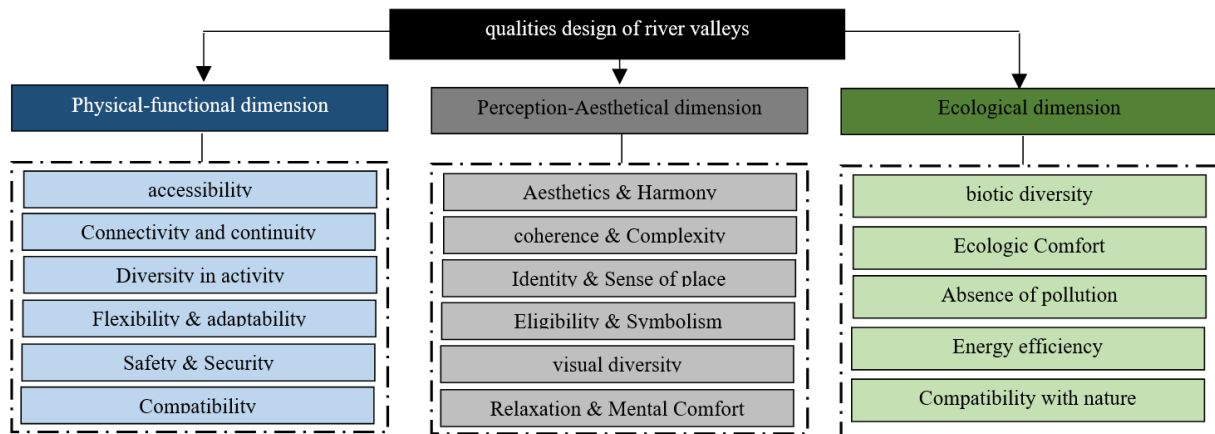 qualities design of river valleys
Physical-functional dimension
Perception-Aesthetical dimension
Ecological dimension
accessibility
Connectivity and continuity
Diversity in activity
Flexibility & adaptability
Safety & Security
Compatibility
Aesthetics & Harmony
coherence & Complexity
Identity & Sense of place
Eligibility & Symbolism
visual diversity
Relaxation & Mental Comfort
biotic diversity
Ecologic Comfort
Absence of pollution
Energy efficiency
Compatibility with nature